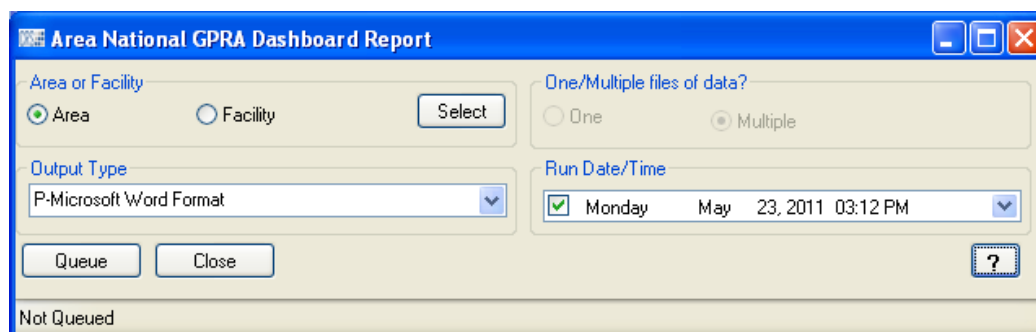 Area National GPRA Dashboard Report
Area or Facility
Area Facility Select
One/Multiple files of data?
One Multiple
Output Type
P-Microsoft Word Format
Run Date/Time
Monday May 23, 2011 03:12 PM
Queue Close ?
Not Queued